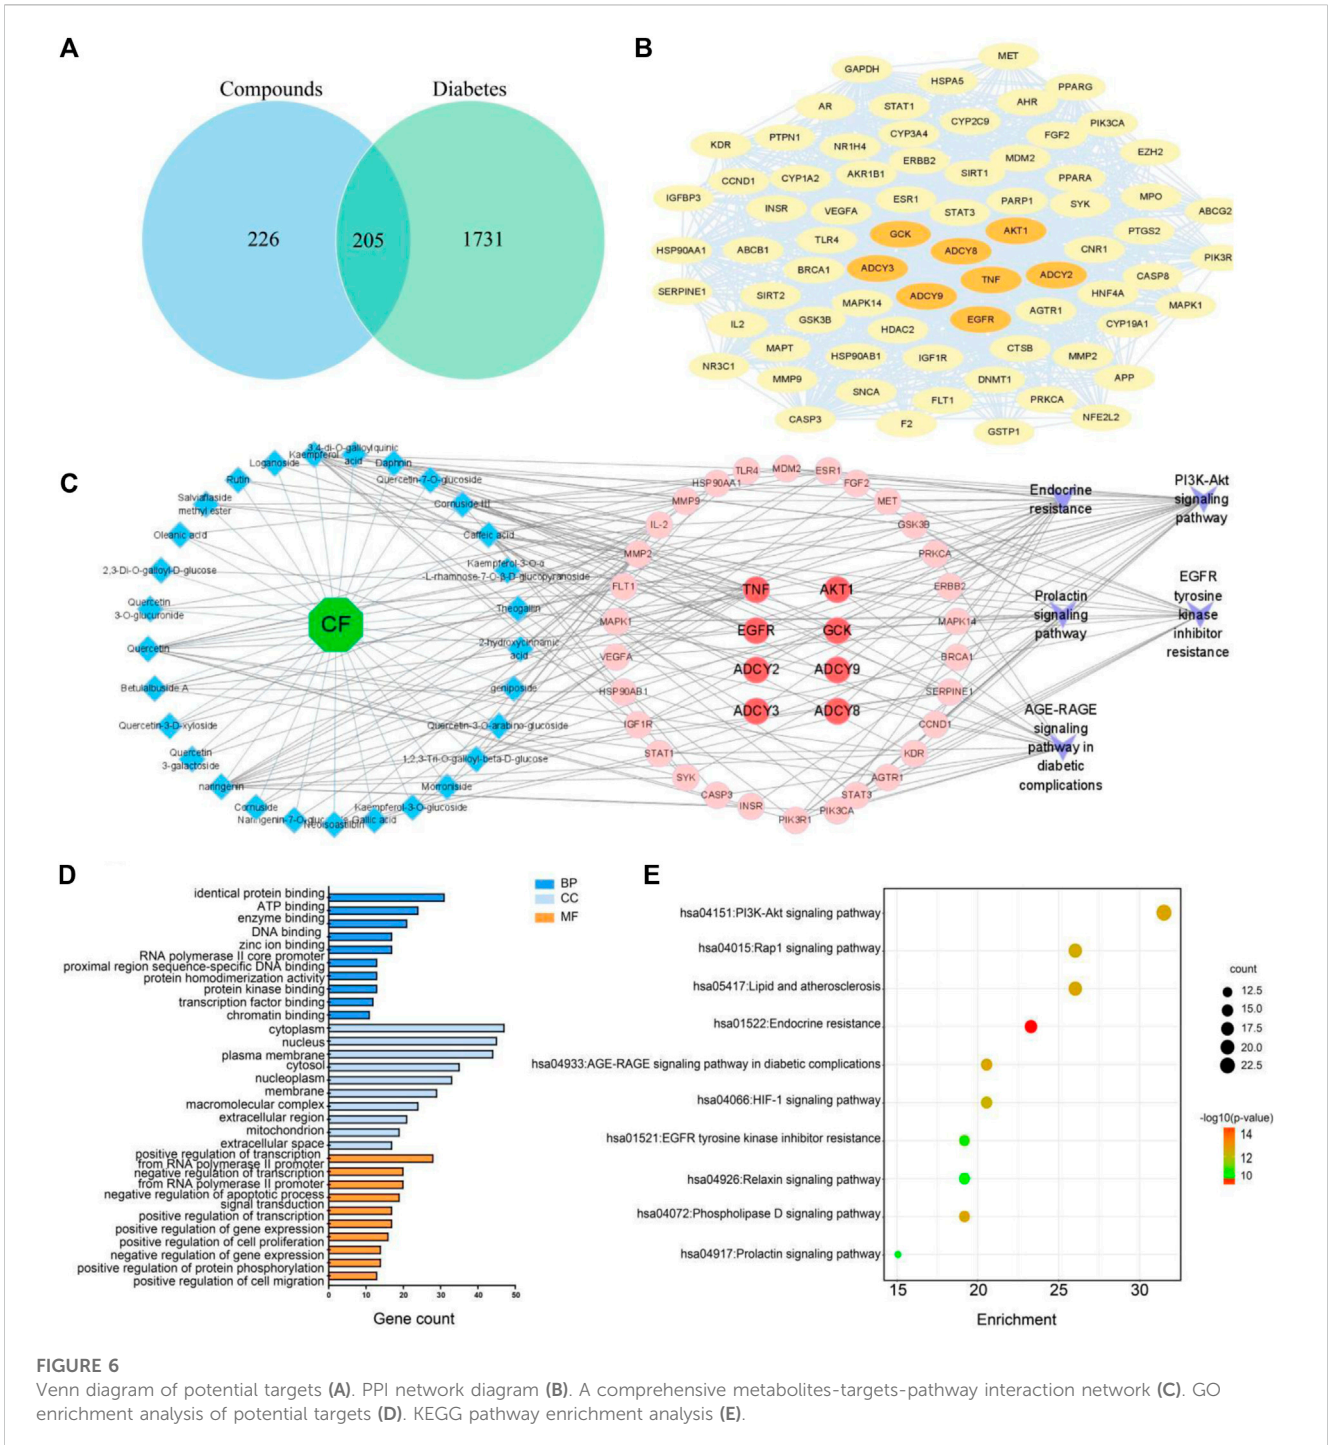 A
Compounds
Diabetes
226
205
1731
B
MET
GAPDH
HSPA5
PPARG
AR
STAT1
AHR
CYP2C9
PIK3CA
KDR
PTPN1
NR1H4
CYP3A4
FGF2
EZH2
ERBB2
MDM2
CCND1
CYP1A2
AKR1B1
SIRT1
PPARA
IGFBP3
INSR
VEGFA
ESR1
STAT3
PARP1
SYK
MPO
ABCG2
TLR4
GCK
AKT1
PTGS2
HSP90AA1
ABCB1
ADCY8
CNR1
PIK3R
BRCA1
ADCY3
TNF
ADCY2
CASP8
SERPINE1
SIRT2
MAPK14
ADCY9
HNF4A
MAPK1
IL2
GSK3B
HDAC2
EGFR
AGTR1
CYP19A1
MAPT
HSP90AB1
IGF1R
CTSB
MMP2
NR3C1
MMP9
SNCA
DNMT1
APP
FLT1
PRKCA
CASP3
F2
GSTP1
NFE2L2
C
3,4-di-O-galloylquinic
acid
Kaempferol
Daphnin
Loganoside
Quercetin-7-O-glucoside
Rutin
Cornuside III
Salviaflaside
methyl ester
Caffeic acid
Oleanic acid
Kaempferol-3-O-α
-L-rhamnose-7-O-β-D-glucopyranoside
2,3-Di-O-galloyl-D-glucose
Theogallin
Quercetin
3-O-glucuronide
CF
2-hydroxycinnamic
acid
Quercetin
geniposide
Betulalbuside A
Quercetin-3-O-arabino-glucoside
Quercetin-3-D-xyloside
1,2,3-Tri-O-galloyl-beta-D-glucose
Quercetin
3-galactoside
Morroniside
naringenin
Kaempferol-3-O-glucoside
Cornuside
Gallic acid
Neoisoastilbin
TLR4
MDM2
ESR1
HSP90AA1
FGF2
MMP9
MET
IL-2
GSK3B
MMP2
PRKCA
FLT1
ERBB2
MAPK1
MAPK14
VEGFA
BRCA1
HSP90AB1
SERPINE1
IGF1R
CCND1
STAT1
KDR
SYK
AGTR1
CASP3
STAT3
INSR
PIK3CA
PIK3R1
TNF
AKT1
EGFR
GCK
ADCY2
ADCY9
ADCY3
ADCY8
Endocrine
resistance
PI3K-Akt
signaling
pathway
Prolactin
signaling
pathway
EGFR
tyrosine
kinase
inhibitor
resistance
AGE-RAGE
signaling
pathway in
diabetic
complications
D
BP
CC
MF
identical protein binding
ATP binding
enzyme binding
DNA binding
zinc ion binding
RNA polymerase II core promoter
proximal region sequence-specific DNA binding
protein homodimerization activity
protein kinase binding
transcription factor binding
chromatin binding
cytoplasm
nucleus
plasma membrane
cytosol
nucleoplasm
membrane
macromolecular complex
extracellular region
mitochondrion
extracellular space
positive regulation of transcription
from RNA polymerase II promoter
negative regulation of transcription
from RNA polymerase II promoter
negative regulation of apoptotic process
signal transduction
positive regulation of transcription
positive regulation of gene expression
positive regulation of cell proliferation
negative regulation of gene expression
positive regulation of protein phosphorylation
positive regulation of cell migration
0 10 20 30 40 50
Gene count
E
hsa04151:PI3K-Akt signaling pathway
hsa04015:Rap1 signaling pathway
hsa05417:Lipid and atherosclerosis
hsa01522:Endocrine resistance
hsa04933:AGE-RAGE signaling pathway in diabetic complications
hsa04066:HIF-1 signaling pathway
hsa01521:EGFR tyrosine kinase inhibitor resistance
hsa04926:Relaxin signaling pathway
hsa04072:Phospholipase D signaling pathway
hsa04917:Prolactin signaling pathway
15 20 25 30
Enrichment
count
12.5
15.0
17.5
20.0
22.5
-log10(p-value)
14
12
10
FIGURE 6
Venn diagram of potential targets (A). PPI network diagram (B). A comprehensive metabolites-targets-pathway interaction network (C). GO
enrichment analysis of potential targets (D). KEGG pathway enrichment analysis (E).